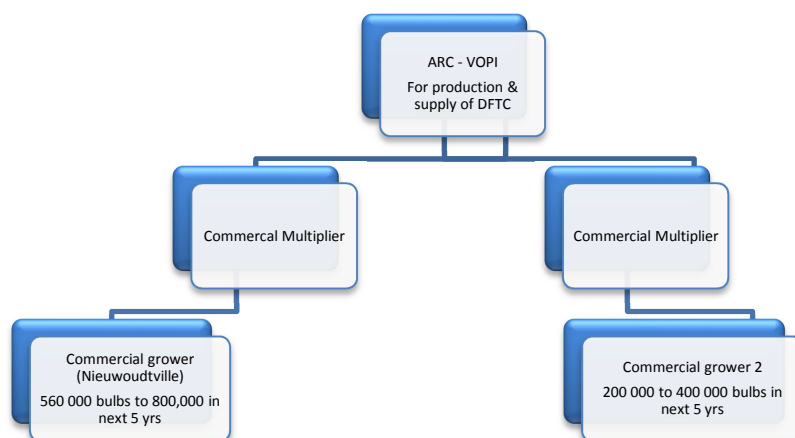 ARC - VOPI
For production &
supply of DFTC
Commercal Multiplier
Commercial Multiplier
Commercial grower
(Nieuwoudtville)
560 000 bulbs to 800,000 in
next 5 yrs
Commercial grower 2
200 000 to 400 000 bulbs in
next 5 yrs